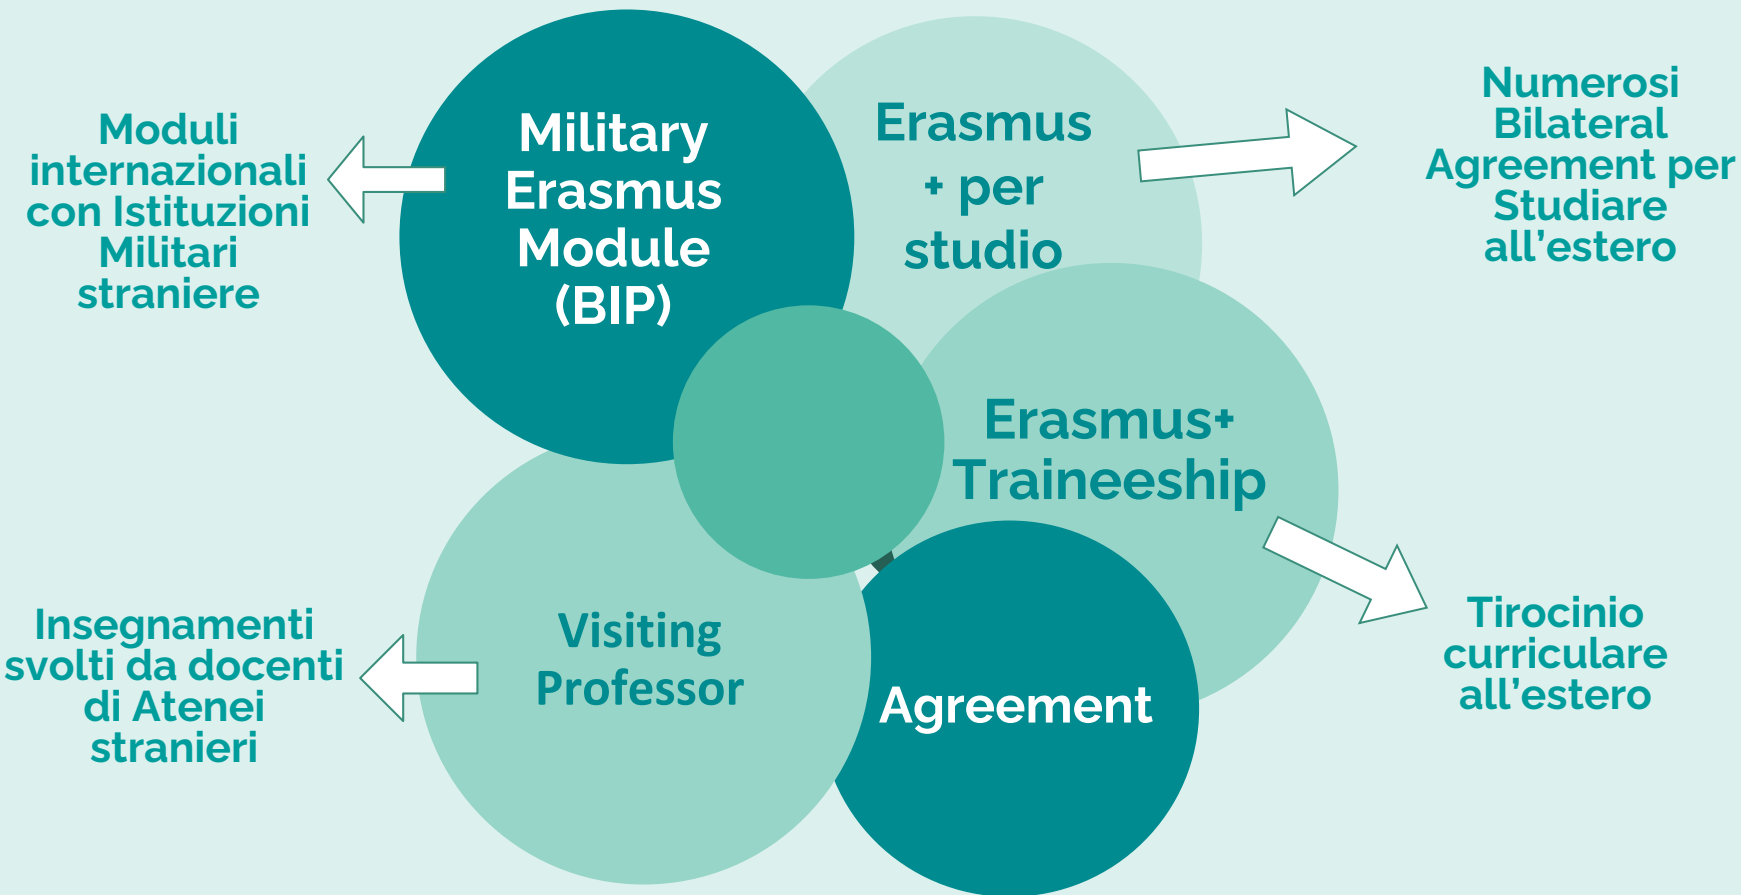 Moduli
internazionali
con Istituzioni
Militari
straniere
Military
Erasmus
Module
(BIP)
Erasmus
+ per
studio
Numerosi
Bilateral
Agreement per
Studiare
all’estero
Erasmus+
Traineeship
Insegnamenti
svolti da docenti
di Atenei
stranieri
Visiting
Professor
Agreement
Tirocinio
curriculare
all’estero